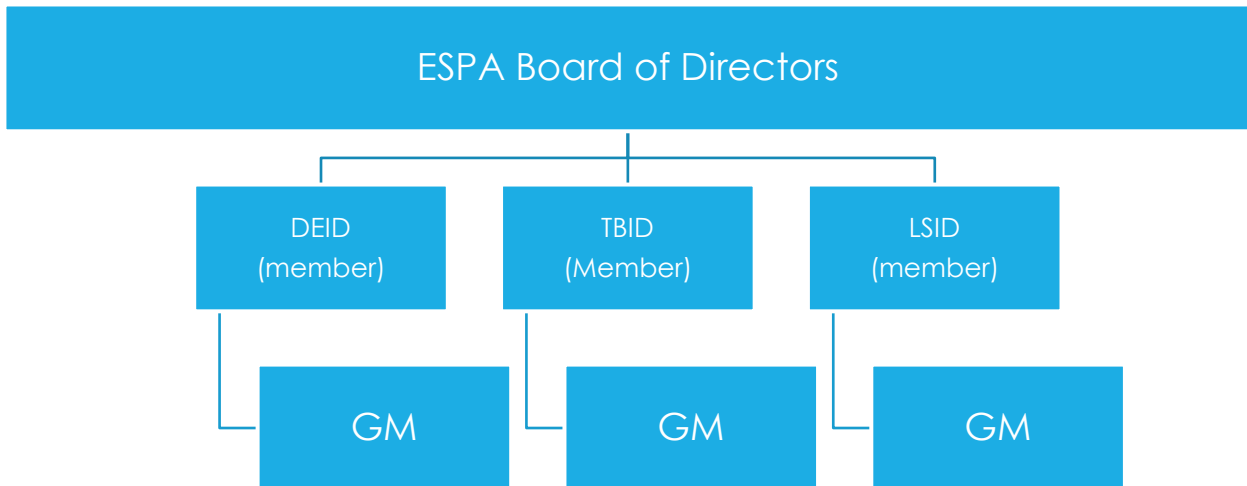 ESPA Board of Directors
DEID
(member)
TBID
(Member)
LSID
(member)
GM
GM
GM